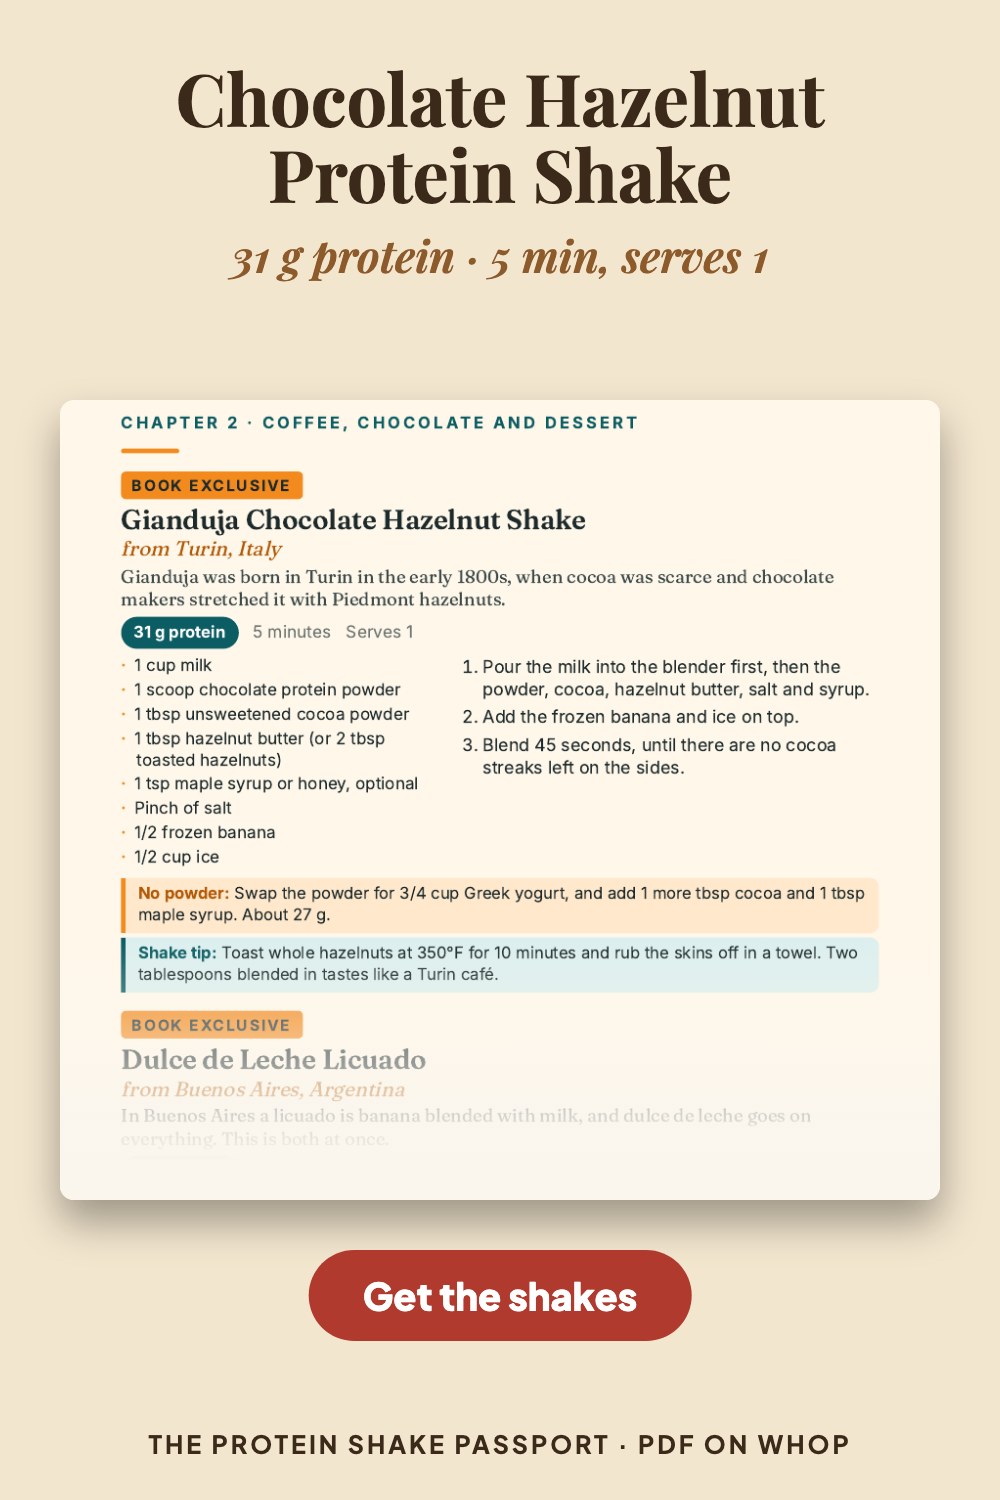 Chocolate Hazelnut
Protein Shake
31 g protein · 5 min, serves 1
CHAPTER 2 · COFFEE, CHOCOLATE AND DESSERT
BOOK EXCLUSIVE
Gianduja Chocolate Hazelnut Shake
from Turin, Italy
Gianduja was born in Turin in the early 1800s, when cocoa was scarce and chocolate
makers stretched it with Piedmont hazelnuts.
31 g protein 5 minutes Serves 1
· 1 cup milk
· 1 scoop chocolate protein powder
· 1 tbsp unsweetened cocoa powder
· 1 tbsp hazelnut butter (or 2 tbsp
toasted hazelnuts)
· 1 tsp maple syrup or honey, optional
· Pinch of salt
· 1/2 frozen banana
· 1/2 cup ice
1. Pour the milk into the blender first, then the
powder, cocoa, hazelnut butter, salt and syrup.
2. Add the frozen banana and ice on top.
3. Blend 45 seconds, until there are no cocoa
streaks left on the sides.
No powder: Swap the powder for 3/4 cup Greek yogurt, and add 1 more tbsp cocoa and 1 tbsp
maple syrup. About 27 g.
Shake tip: Toast whole hazelnuts at 350°F for 10 minutes and rub the skins off in a towel. Two
tablespoons blended in tastes like a Turin café.
BOOK EXCLUSIVE
Dulce de Leche Licuado
from Buenos Aires, Argentina
In Buenos Aires a licuado is banana blended with milk, and dulce de leche goes on
everything. This is both at once.
Get the shakes
THE PROTEIN SHAKE PASSPORT · PDF ON WHOP